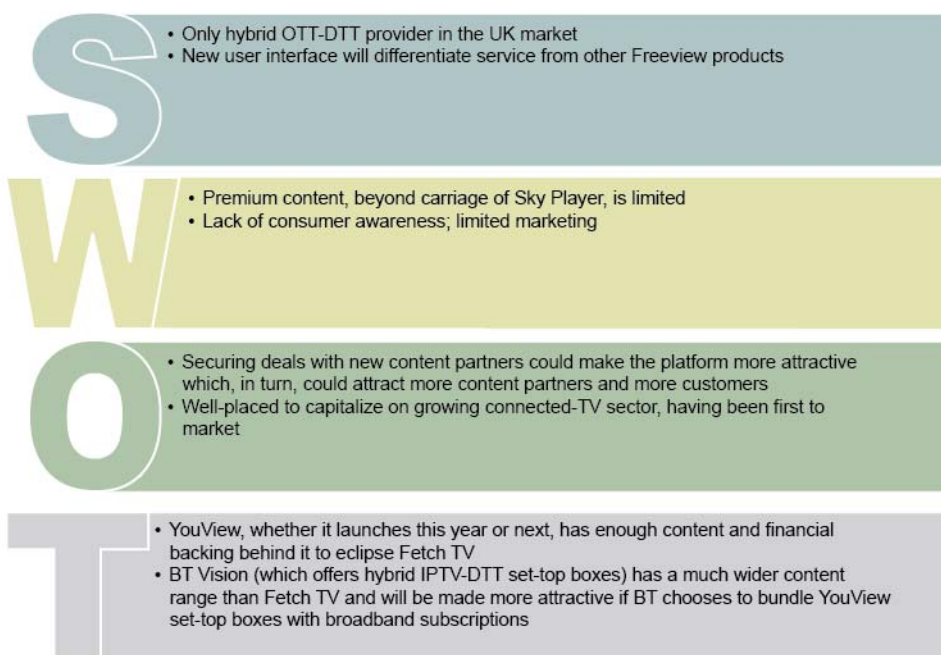 S
• Only hybrid OTT-DTT provider in the UK market
• New user interface will differentiate service from other Freeview products
W
• Premium content, beyond carriage of Sky Player, is limited
• Lack of consumer awareness; limited marketing
O
• Securing deals with new content partners could make the platform more attractive
which, in turn, could attract more content partners and more customers
• Well-placed to capitalize on growing connected-TV sector, having been first to
market
T
• YouView, whether it launches this year or next, has enough content and financial
backing behind it to eclipse Fetch TV
• BT Vision (which offers hybrid IPTV-DTT set-top boxes) has a much wider content
range than Fetch TV and will be made more attractive if BT chooses to bundle YouView
set-top boxes with broadband subscriptions